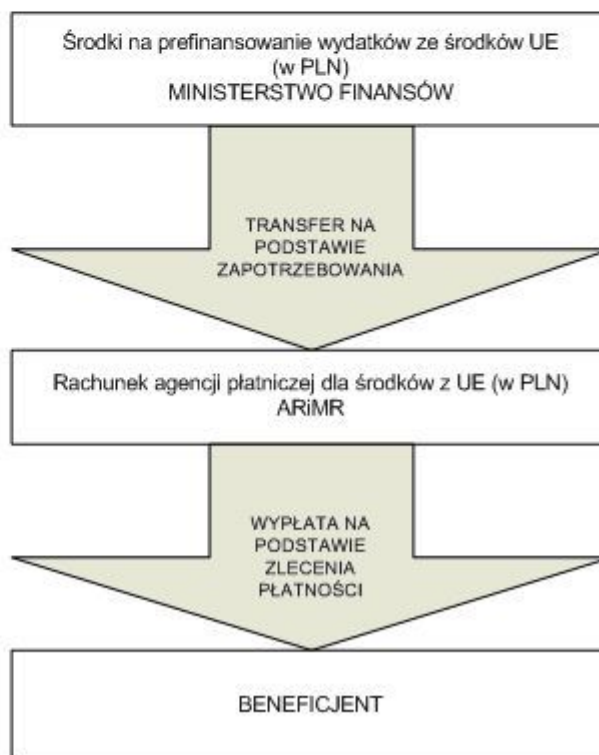 Środki na prefinansowanie wydatków ze środków UE
(w PLN)
MINISTERSTWO FINANSÓW
TRANSFER NA
PODSTAWIE
ZAPOTRZEBOWANIA
Rachunek agencji płatniczej dla środków z UE (w PLN)
ARiMR
WYPŁATA NA
PODSTAWIE
ZLECENIA
PŁATNOŚCI
BENEFICJENT